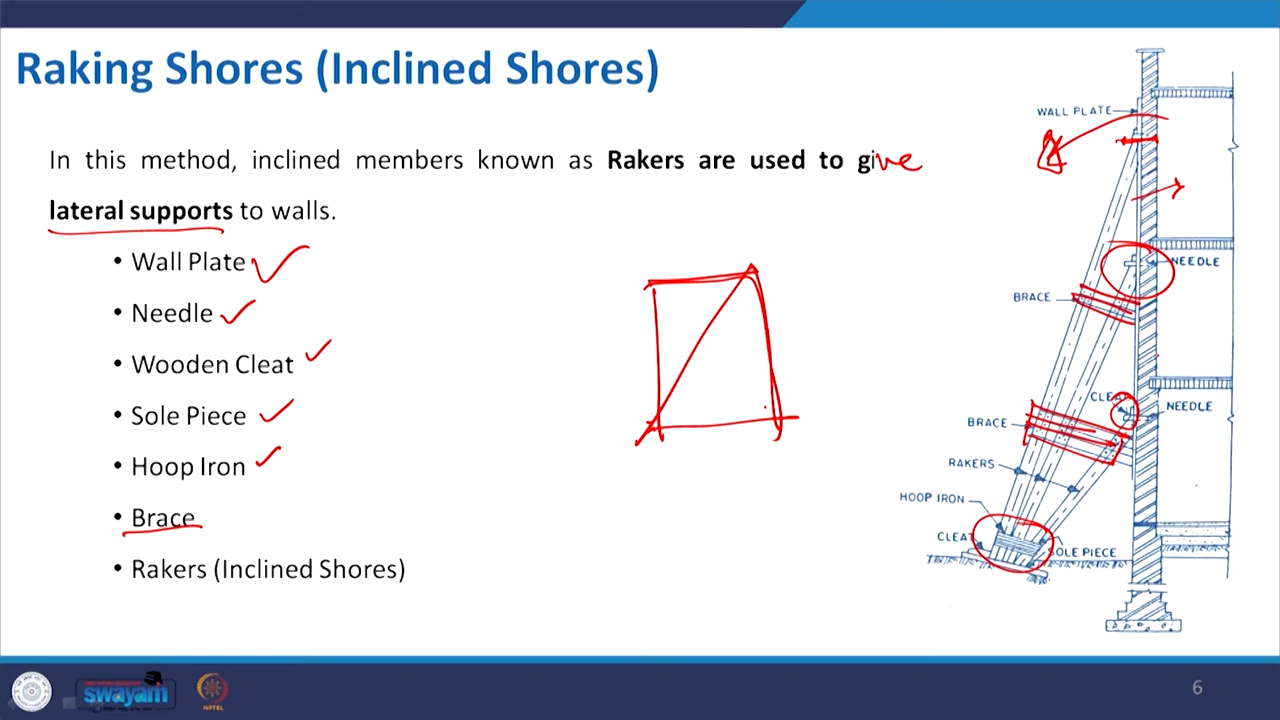 Raking Shores (Inclined Shores)
In this method, inclined members known as Rakers are used to give
lateral supports to walls.
• Wall Plate
• Needle
• Wooden Cleat
• Sole Piece
• Hoop Iron
• Brace
• Rakers (Inclined Shores)
WALL PLATE
NEEDLE
BRACE
CLEAT
NEEDLE
BRACE
RAKERS
HOOP IRON
CLEAT
SOLE PIECE
swayam
NPTEL
6